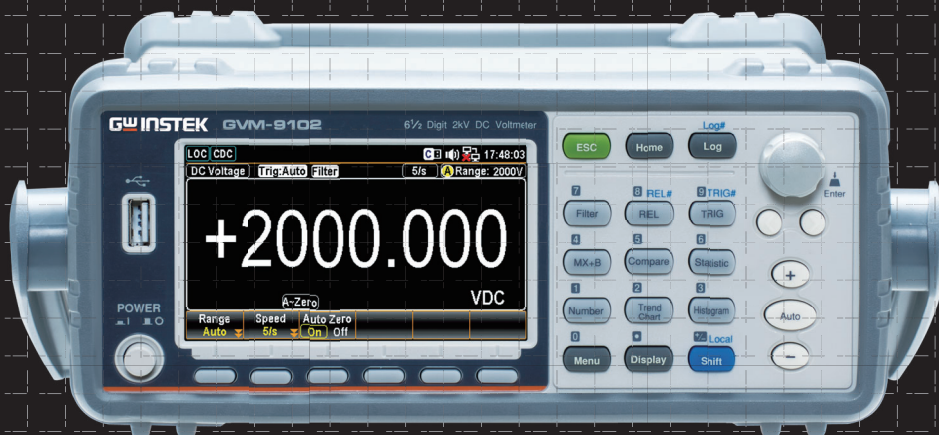 GWINSTEK GVM-9102 6½ Digit 2kV DC Voltmeter
LOC CDC C 17:48:03
DC Voltage Trig:Auto Filter 5/s A Range: 2000V
+2000.000
A-Zero VDC
Range Speed Auto Zero
Auto 5/s On Off
POWER
Log#
ESC Home Log
Enter
7 8 REL# 9 TRIG#
Filter REL TRIG
4 5 6
MX+B Compare Statistic
1 2 3
Number Trend Chart Histogram
0 Local
Menu Display Shift
+
Auto
−